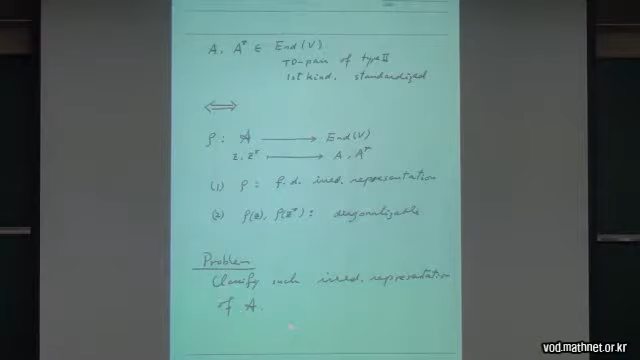 A, A* ∈ End(V)
TD-pair of type II
1st kind, standardized
⟺
ρ : 𝒜 ⟶ End(V)
z, z* ⟼ A, A*
(1) ρ : f.d. irred. representation
(2) ρ(z), ρ(z*) : diagonalizable
Problem
Classify such irred. representation
of 𝒜.
vod.mathnet.or.kr